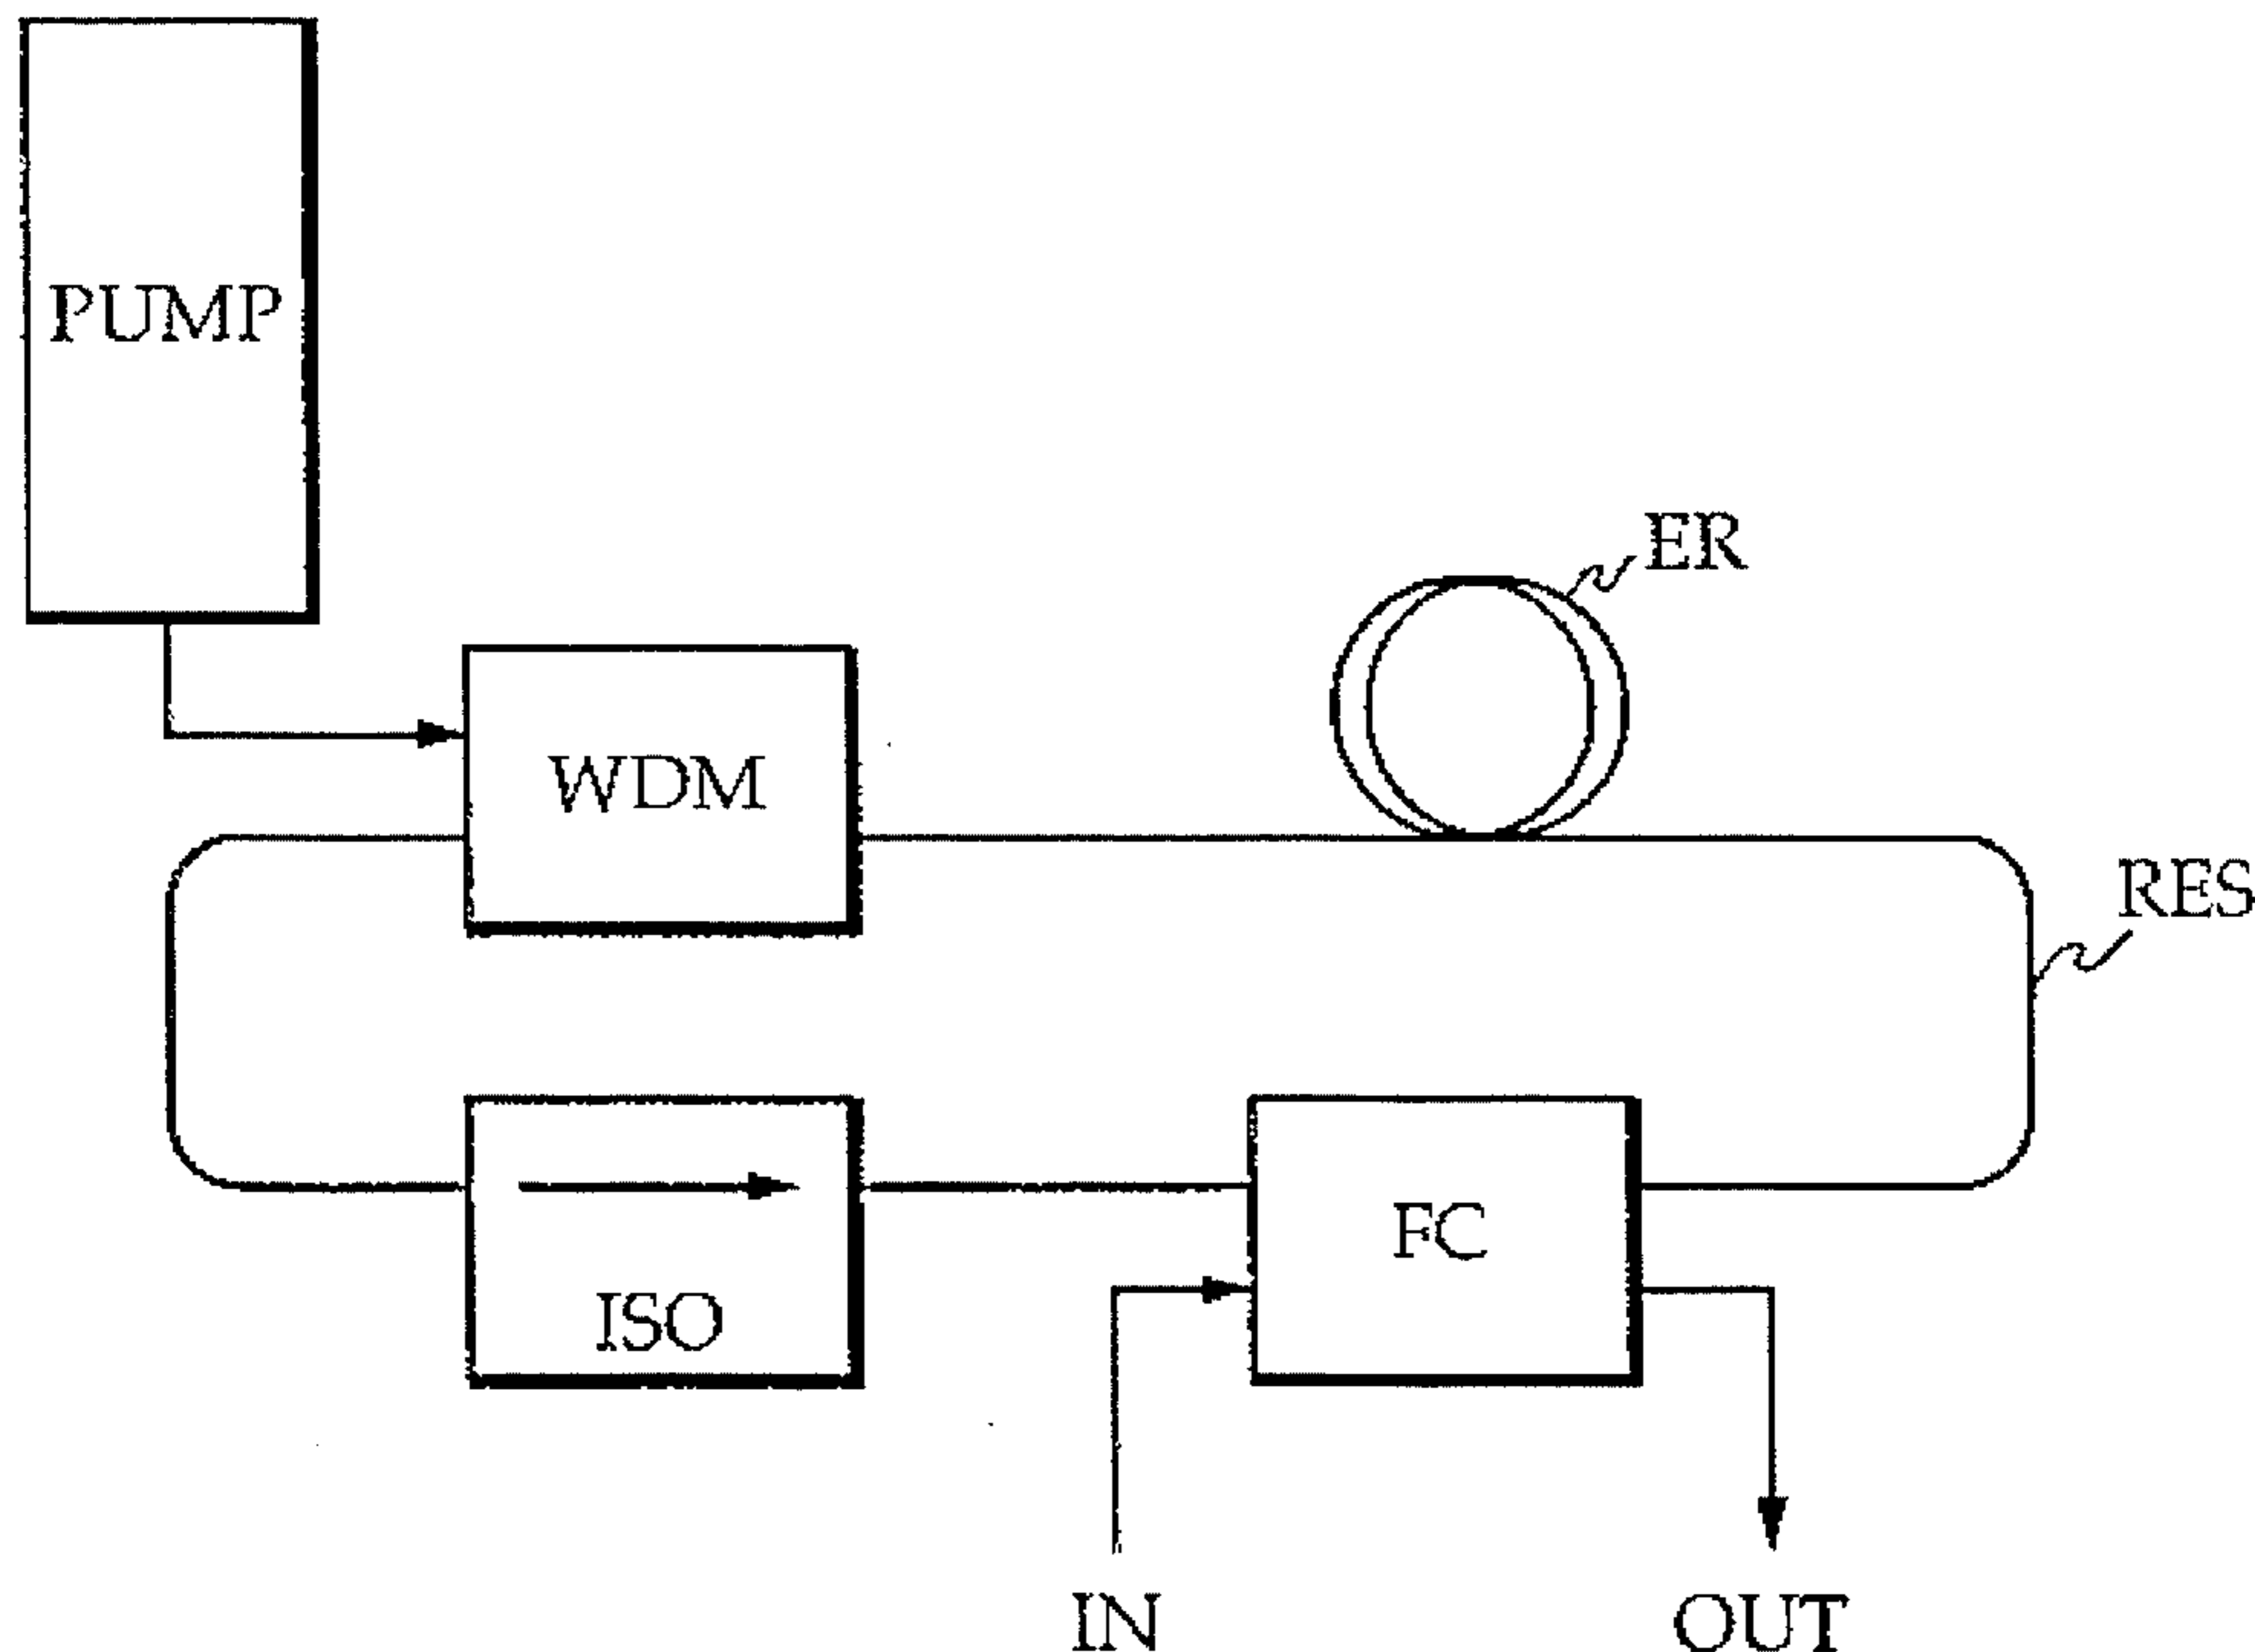 PUMP
ER
WDM
RES
FC
ISO
IN
OUT